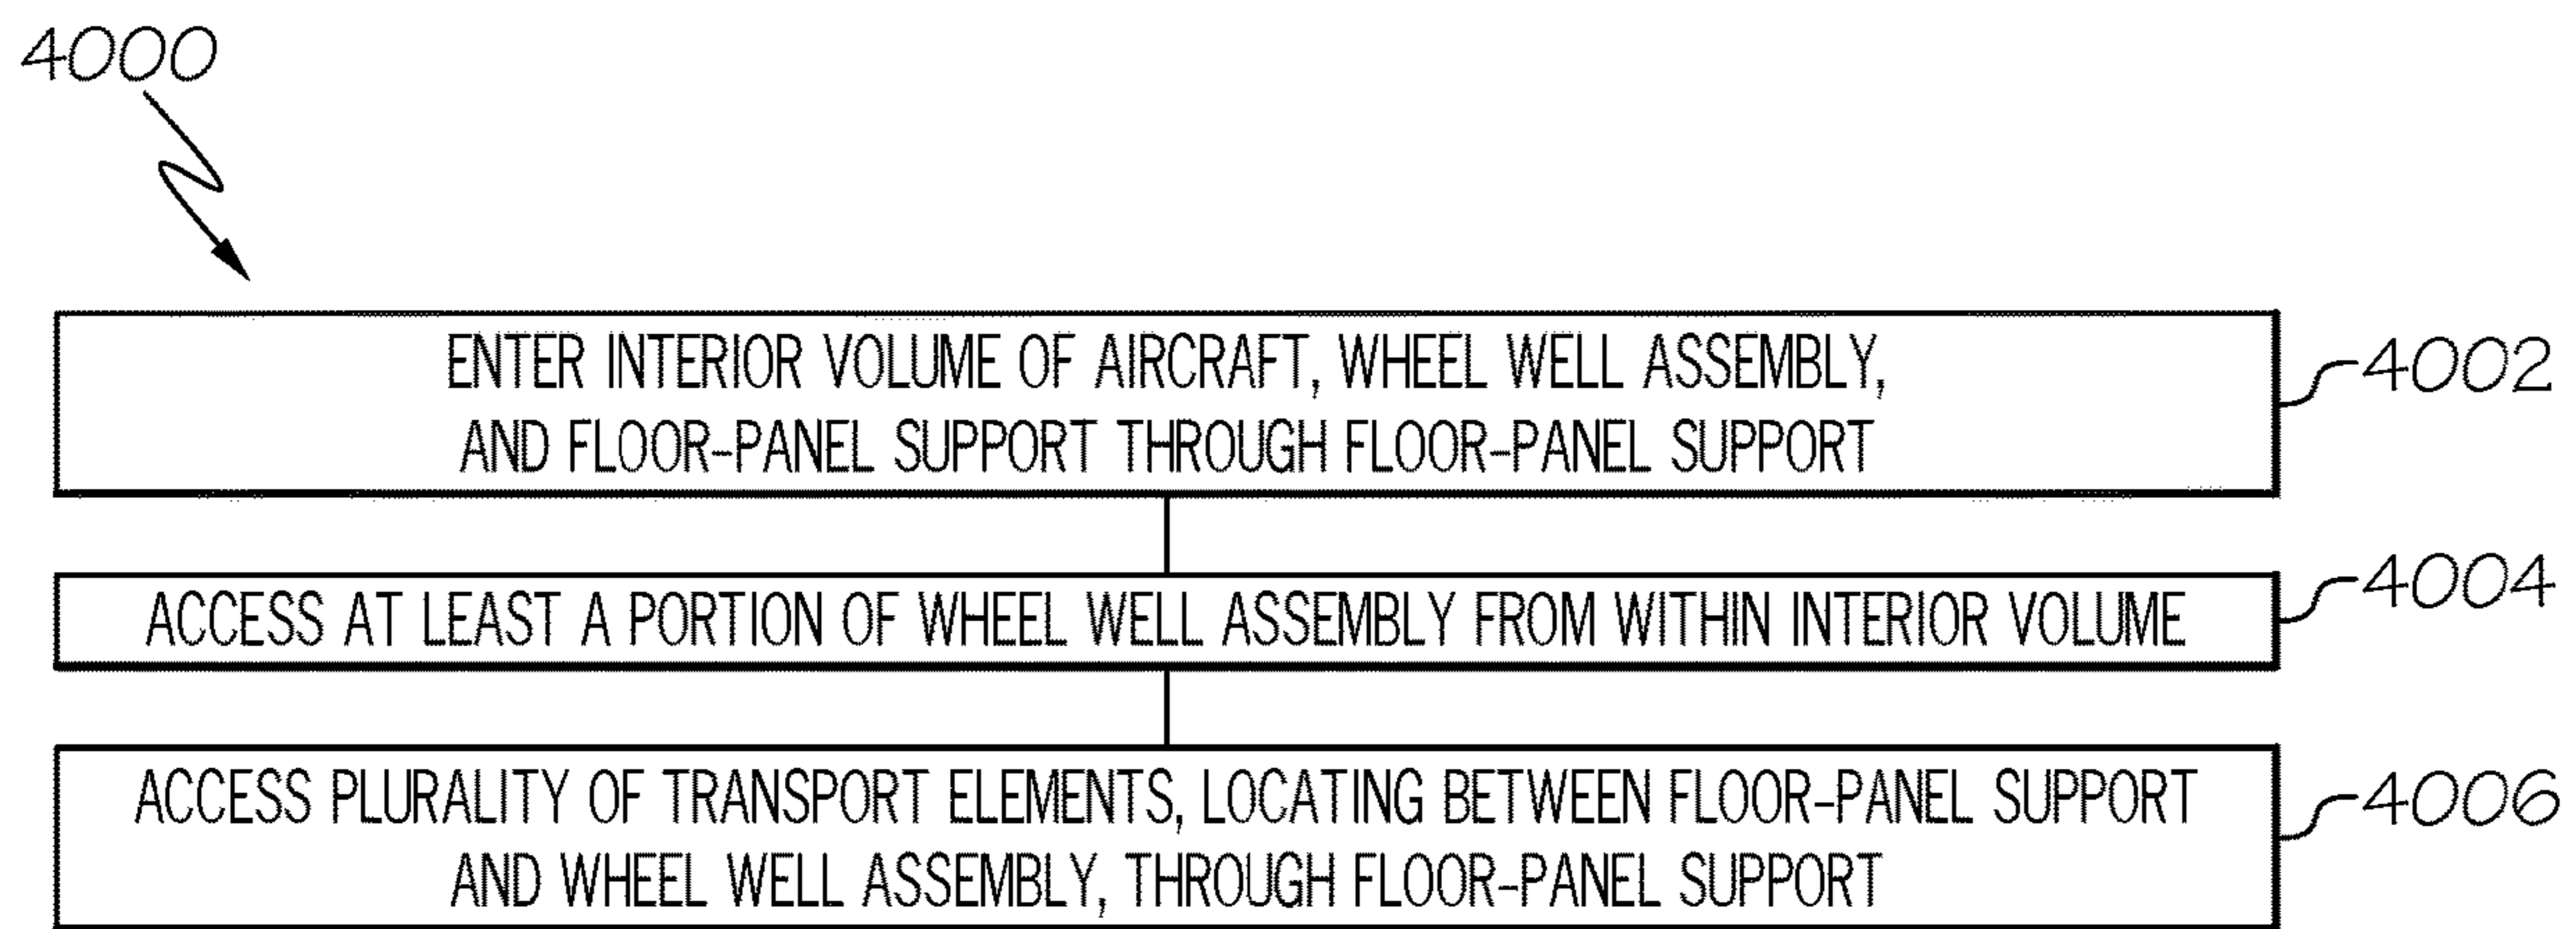 4000
ENTER INTERIOR VOLUME OF AIRCRAFT, WHEEL WELL ASSEMBLY,
AND FLOOR-PANEL SUPPORT THROUGH FLOOR-PANEL SUPPORT
4002
ACCESS AT LEAST A PORTION OF WHEEL WELL ASSEMBLY FROM WITHIN INTERIOR VOLUME
4004
ACCESS PLURALITY OF TRANSPORT ELEMENTS, LOCATING BETWEEN FLOOR-PANEL SUPPORT
AND WHEEL WELL ASSEMBLY, THROUGH FLOOR-PANEL SUPPORT
4006